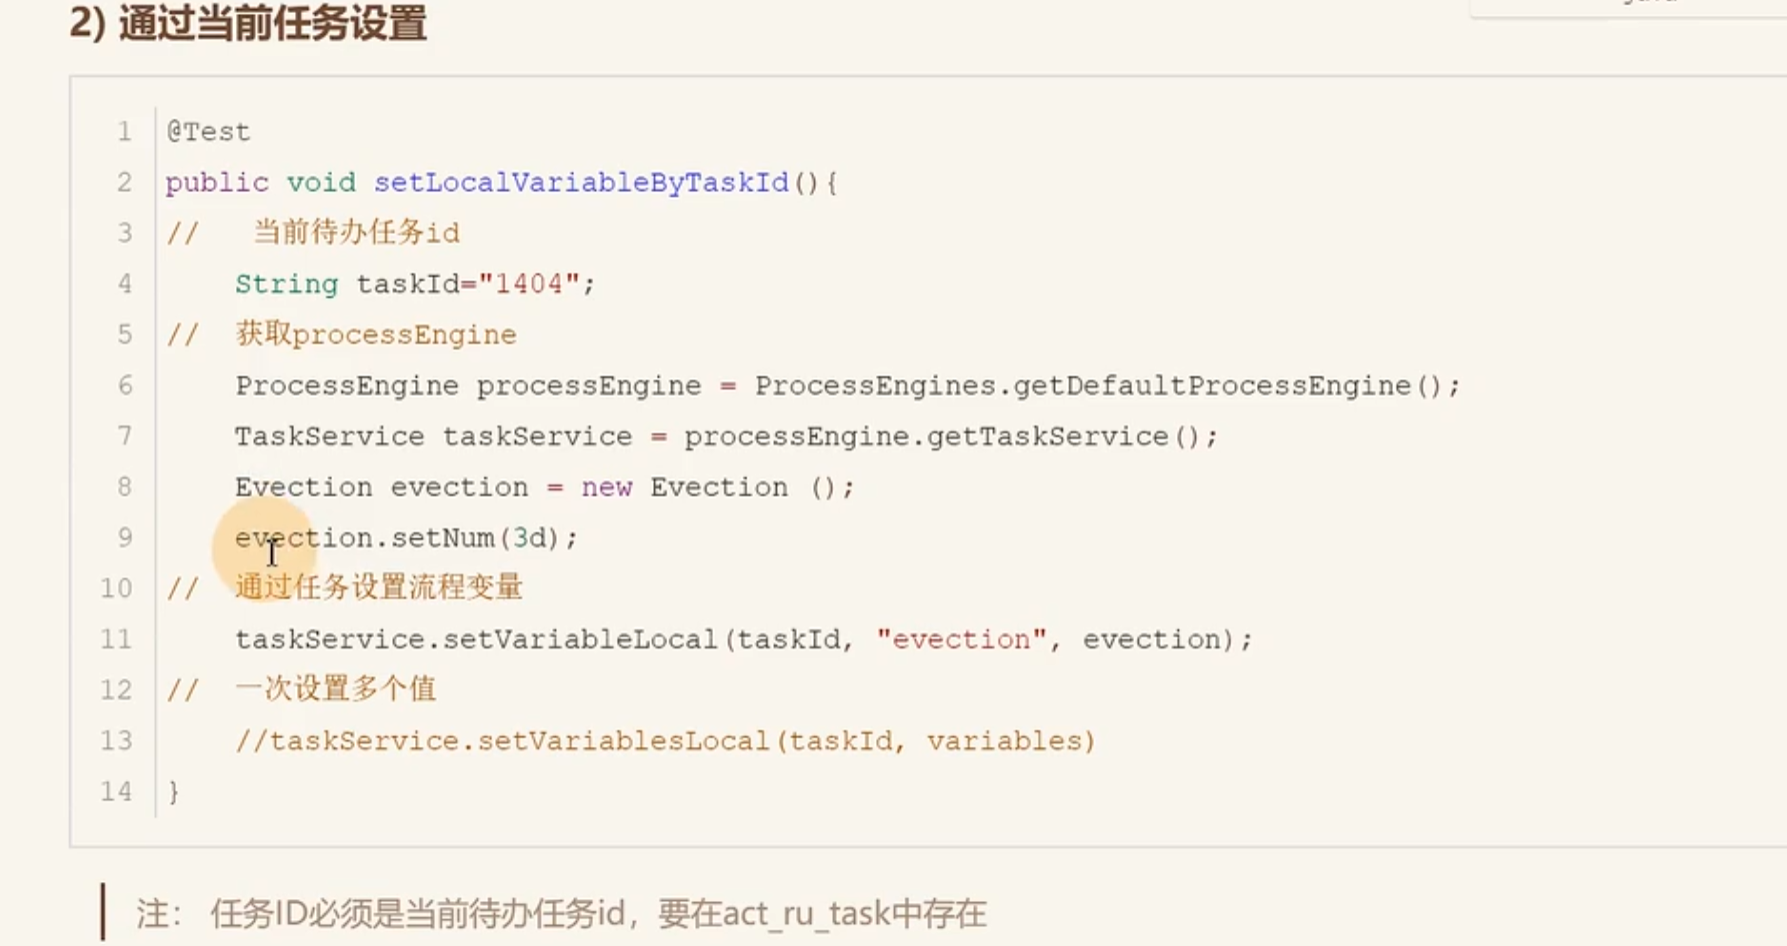 2) 通过当前任务设置
1 @Test
2 public void setLocalVariableByTaskId(){
3 //   当前待办任务id
4     String taskId="1404";
5 //  获取processEngine
6     ProcessEngine processEngine = ProcessEngines.getDefaultProcessEngine();
7     TaskService taskService = processEngine.getTaskService();
8     Evection evection = new Evection ();
9     evection.setNum(3d);
10 //  通过任务设置流程变量
11     taskService.setVariableLocal(taskId, "evection", evection);
12 //  一次设置多个值
13     //taskService.setVariablesLocal(taskId, variables)
14 }
注： 任务ID必须是当前待办任务id，要在act_ru_task中存在